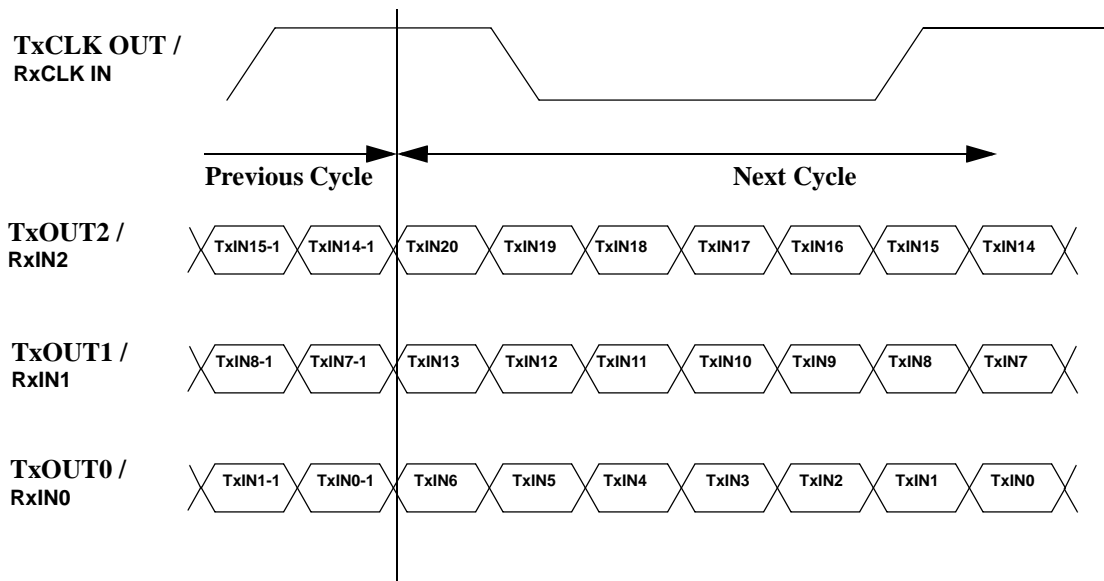 TxCLK OUT /
RxCLK IN
Previous Cycle
Next Cycle
TxOUT2 /
RxIN2
TxIN15-1 TxIN14-1 TxIN20 TxIN19 TxIN18 TxIN17 TxIN16 TxIN15 TxIN14
TxOUT1 /
RxIN1
TxIN8-1 TxIN7-1 TxIN13 TxIN12 TxIN11 TxIN10 TxIN9 TxIN8 TxIN7
TxOUT0 /
RxIN0
TxIN1-1 TxIN0-1 TxIN6 TxIN5 TxIN4 TxIN3 TxIN2 TxIN1 TxIN0